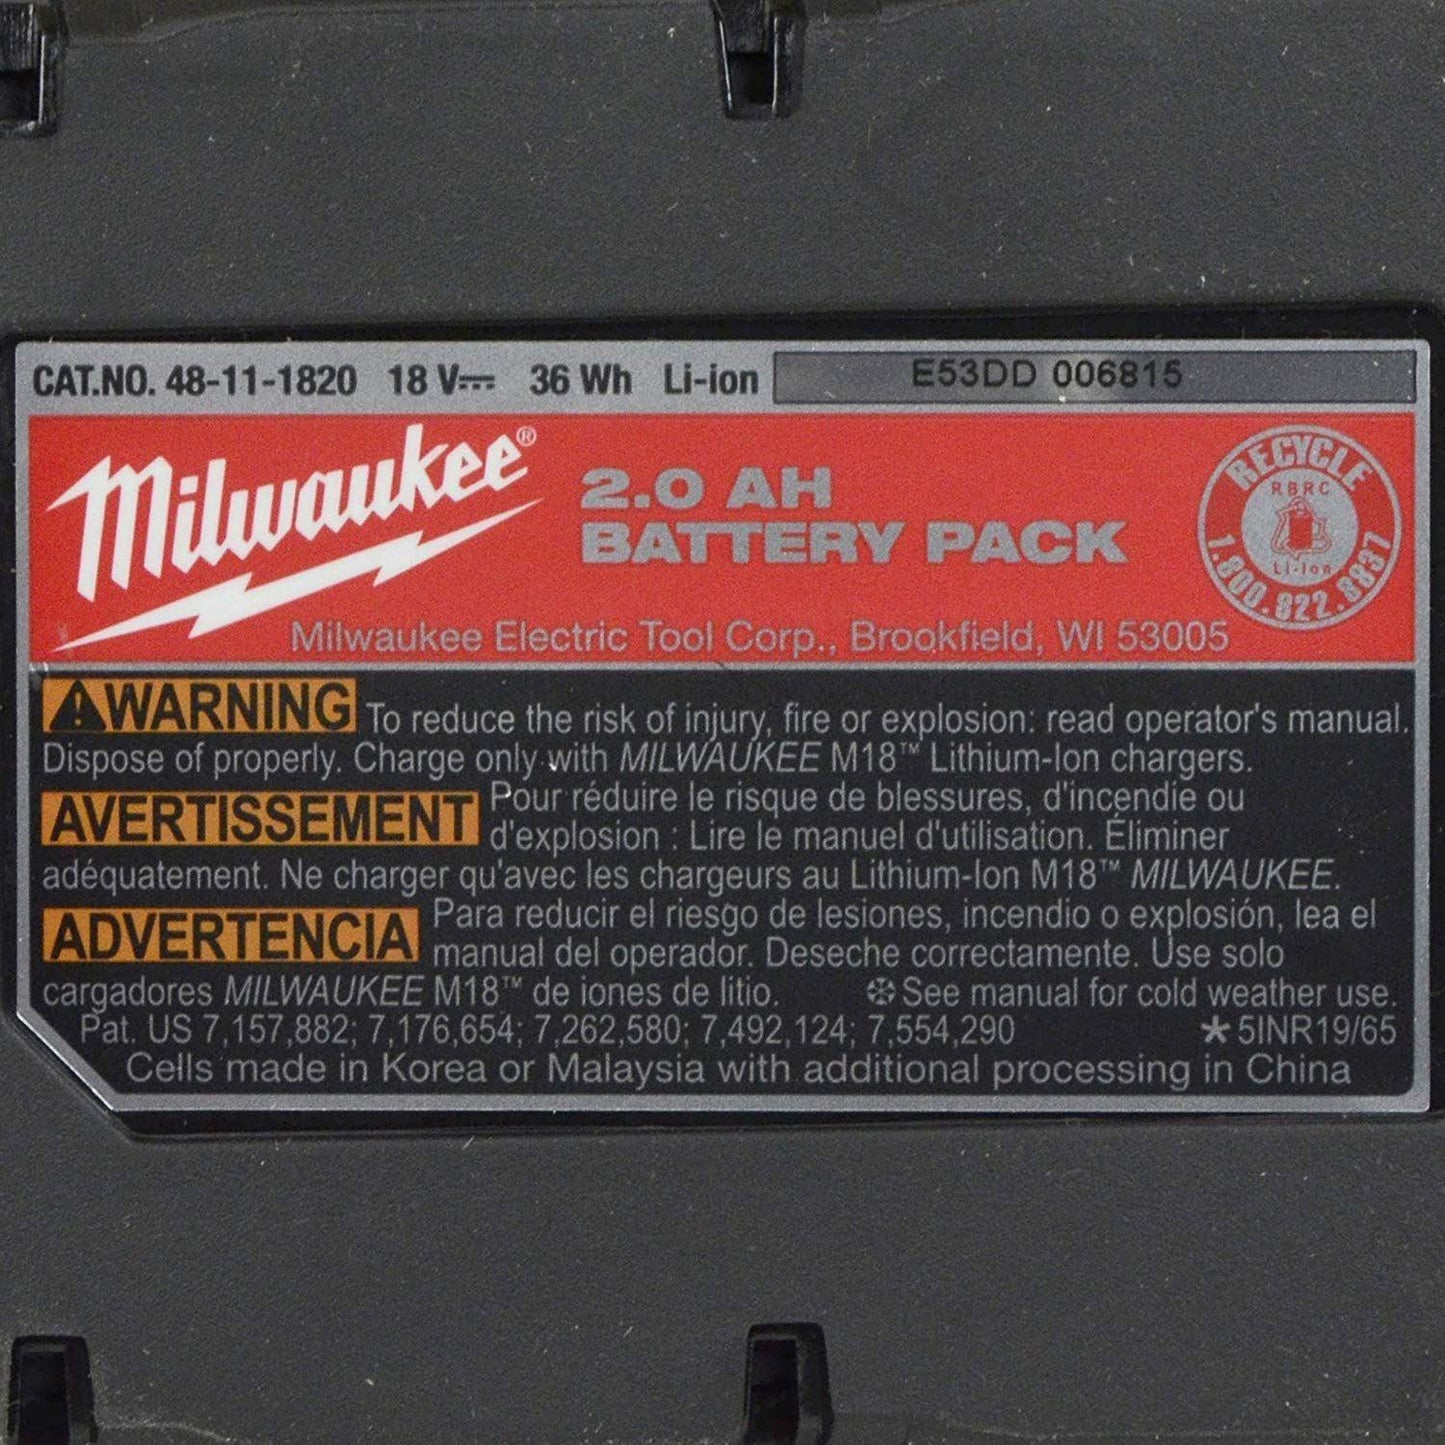 CAT.NO. 48-11-1820 18 V⎓ 36 Wh Li-ion E53DD 006815
Milwaukee®
2.0 AH
BATTERY PACK
RECYCLE
RBRC
Li-Ion
1.800.822.8837
Milwaukee Electric Tool Corp., Brookfield, WI 53005
⚠WARNING To reduce the risk of injury, fire or explosion: read operator's manual.
Dispose of properly. Charge only with MILWAUKEE M18™ Lithium-Ion chargers.
AVERTISSEMENT Pour réduire le risque de blessures, d'incendie ou
d'explosion : Lire le manuel d'utilisation. Éliminer
adéquatement. Ne charger qu'avec les chargeurs au Lithium-Ion M18™ MILWAUKEE.
ADVERTENCIA Para reducir el riesgo de lesiones, incendio o explosión, lea el
manual del operador. Deseche correctamente. Use solo
cargadores MILWAUKEE M18™ de iones de litio. ❄See manual for cold weather use.
Pat. US 7,157,882; 7,176,654; 7,262,580; 7,492,124; 7,554,290 ★5INR19/65
Cells made in Korea or Malaysia with additional processing in China